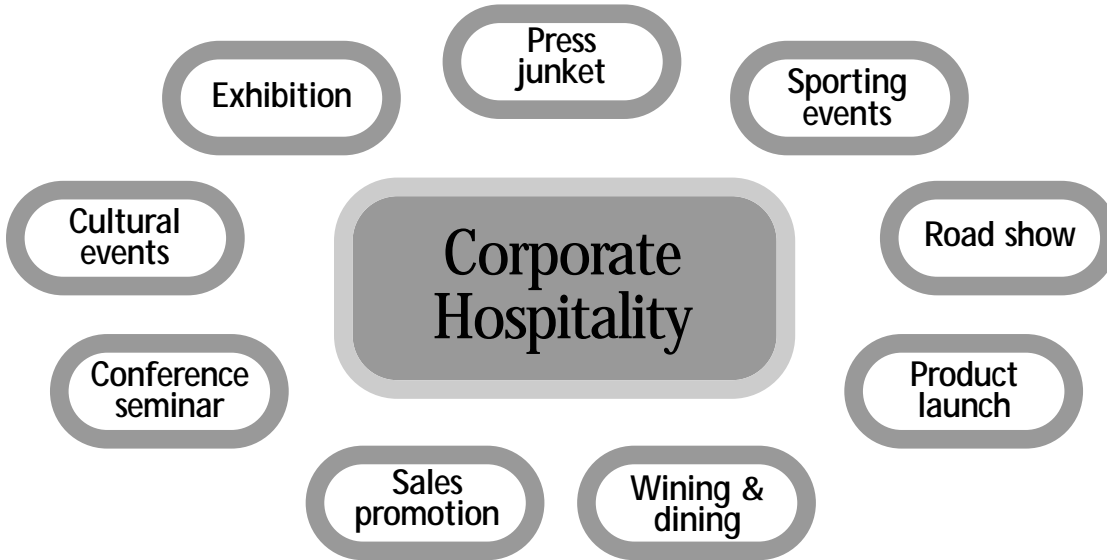 Press
junket
Exhibition
Sporting
events
Cultural
events
Corporate
Hospitality
Road show
Conference
seminar
Product
launch
Sales
promotion
Wining &
dining